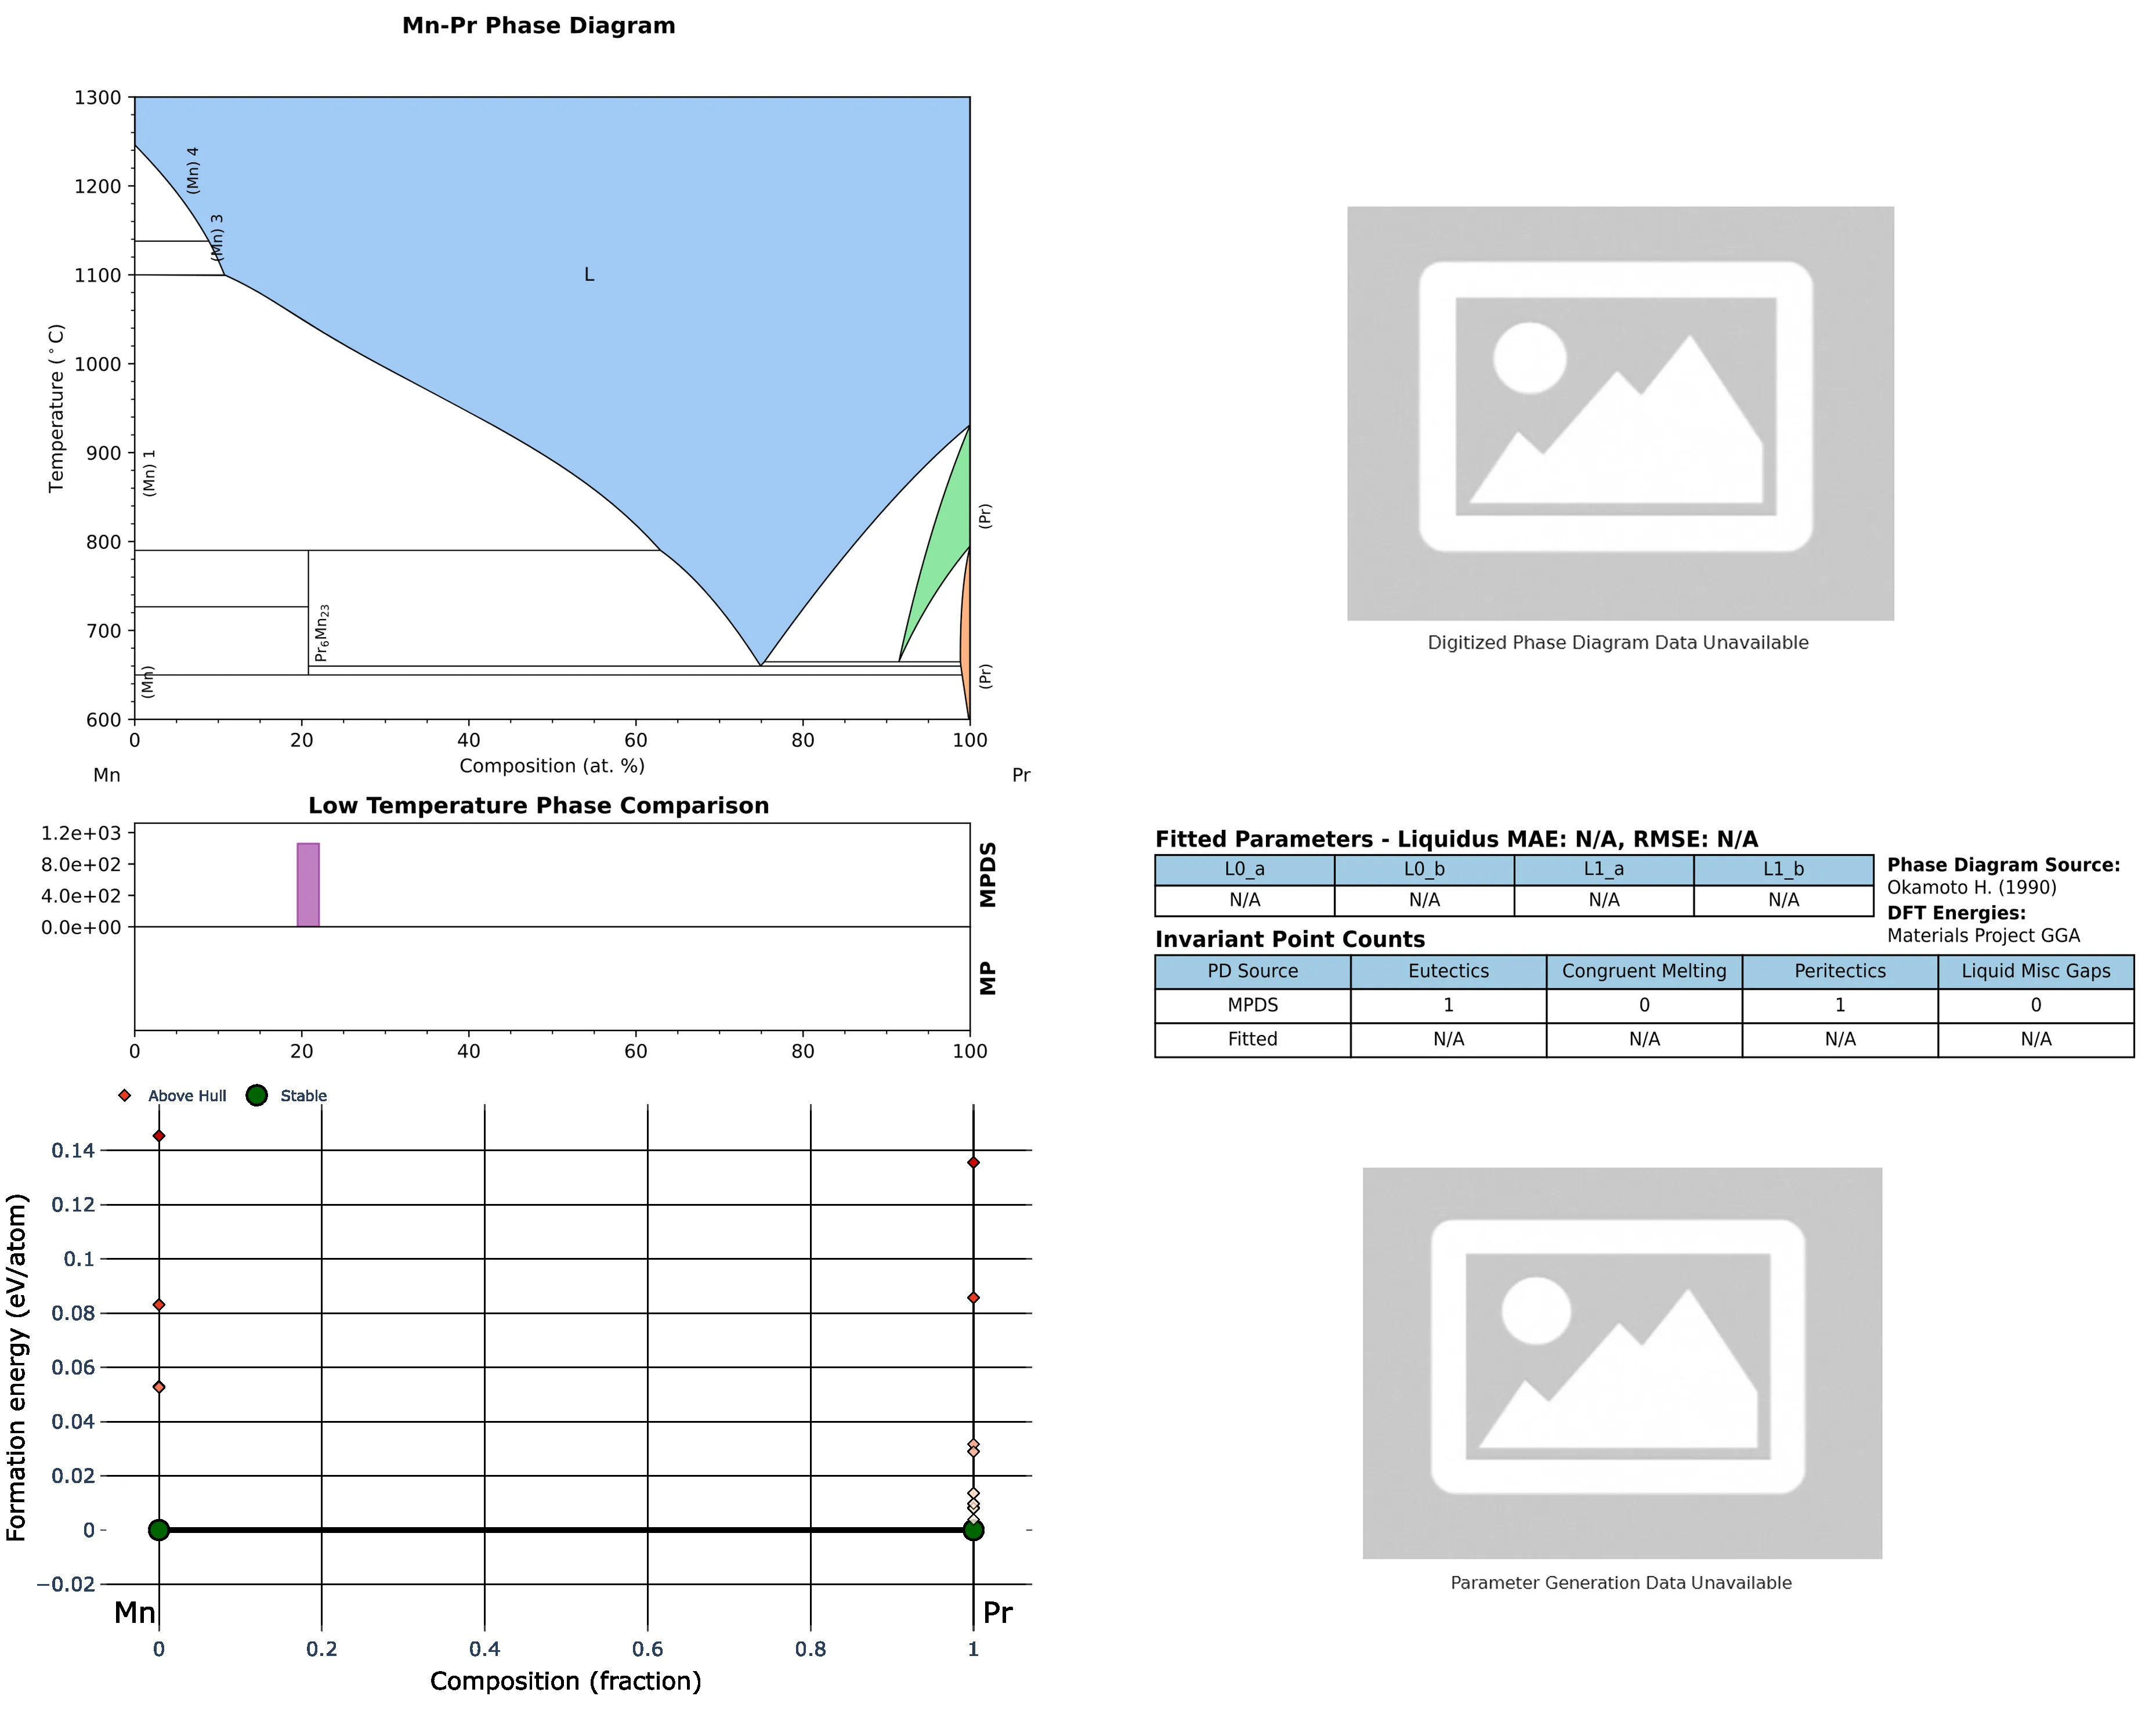 Mn-Pr Phase Diagram
1300
1200
1100
1000
900
800
700
600
Temperature (°C)
(Mn) 4
(Mn) 3
L
(Mn) 1
(Pr)
Pr6Mn23
(Mn)
(Pr)
0 20 40 60 80 100
Composition (at. %)
Mn Pr
Digitized Phase Diagram Data Unavailable
Low Temperature Phase Comparison
1.2e+03
8.0e+02
4.0e+02
0.0e+00
MPDS
MP
0 20 40 60 80 100
Fitted Parameters - Liquidus MAE: N/A, RMSE: N/A
L0_a L0_b L1_a L1_b
N/A N/A N/A N/A
Phase Diagram Source:
Okamoto H. (1990)
DFT Energies:
Materials Project GGA
Invariant Point Counts
PD Source Eutectics Congruent Melting Peritectics Liquid Misc Gaps
MPDS 1 0 1 0
Fitted N/A N/A N/A N/A
Above Hull Stable
0.14
0.12
0.1
0.08
0.06
0.04
0.02
0
−0.02
Formation energy (eV/atom)
Mn Pr
0 0.2 0.4 0.6 0.8 1
Composition (fraction)
Parameter Generation Data Unavailable